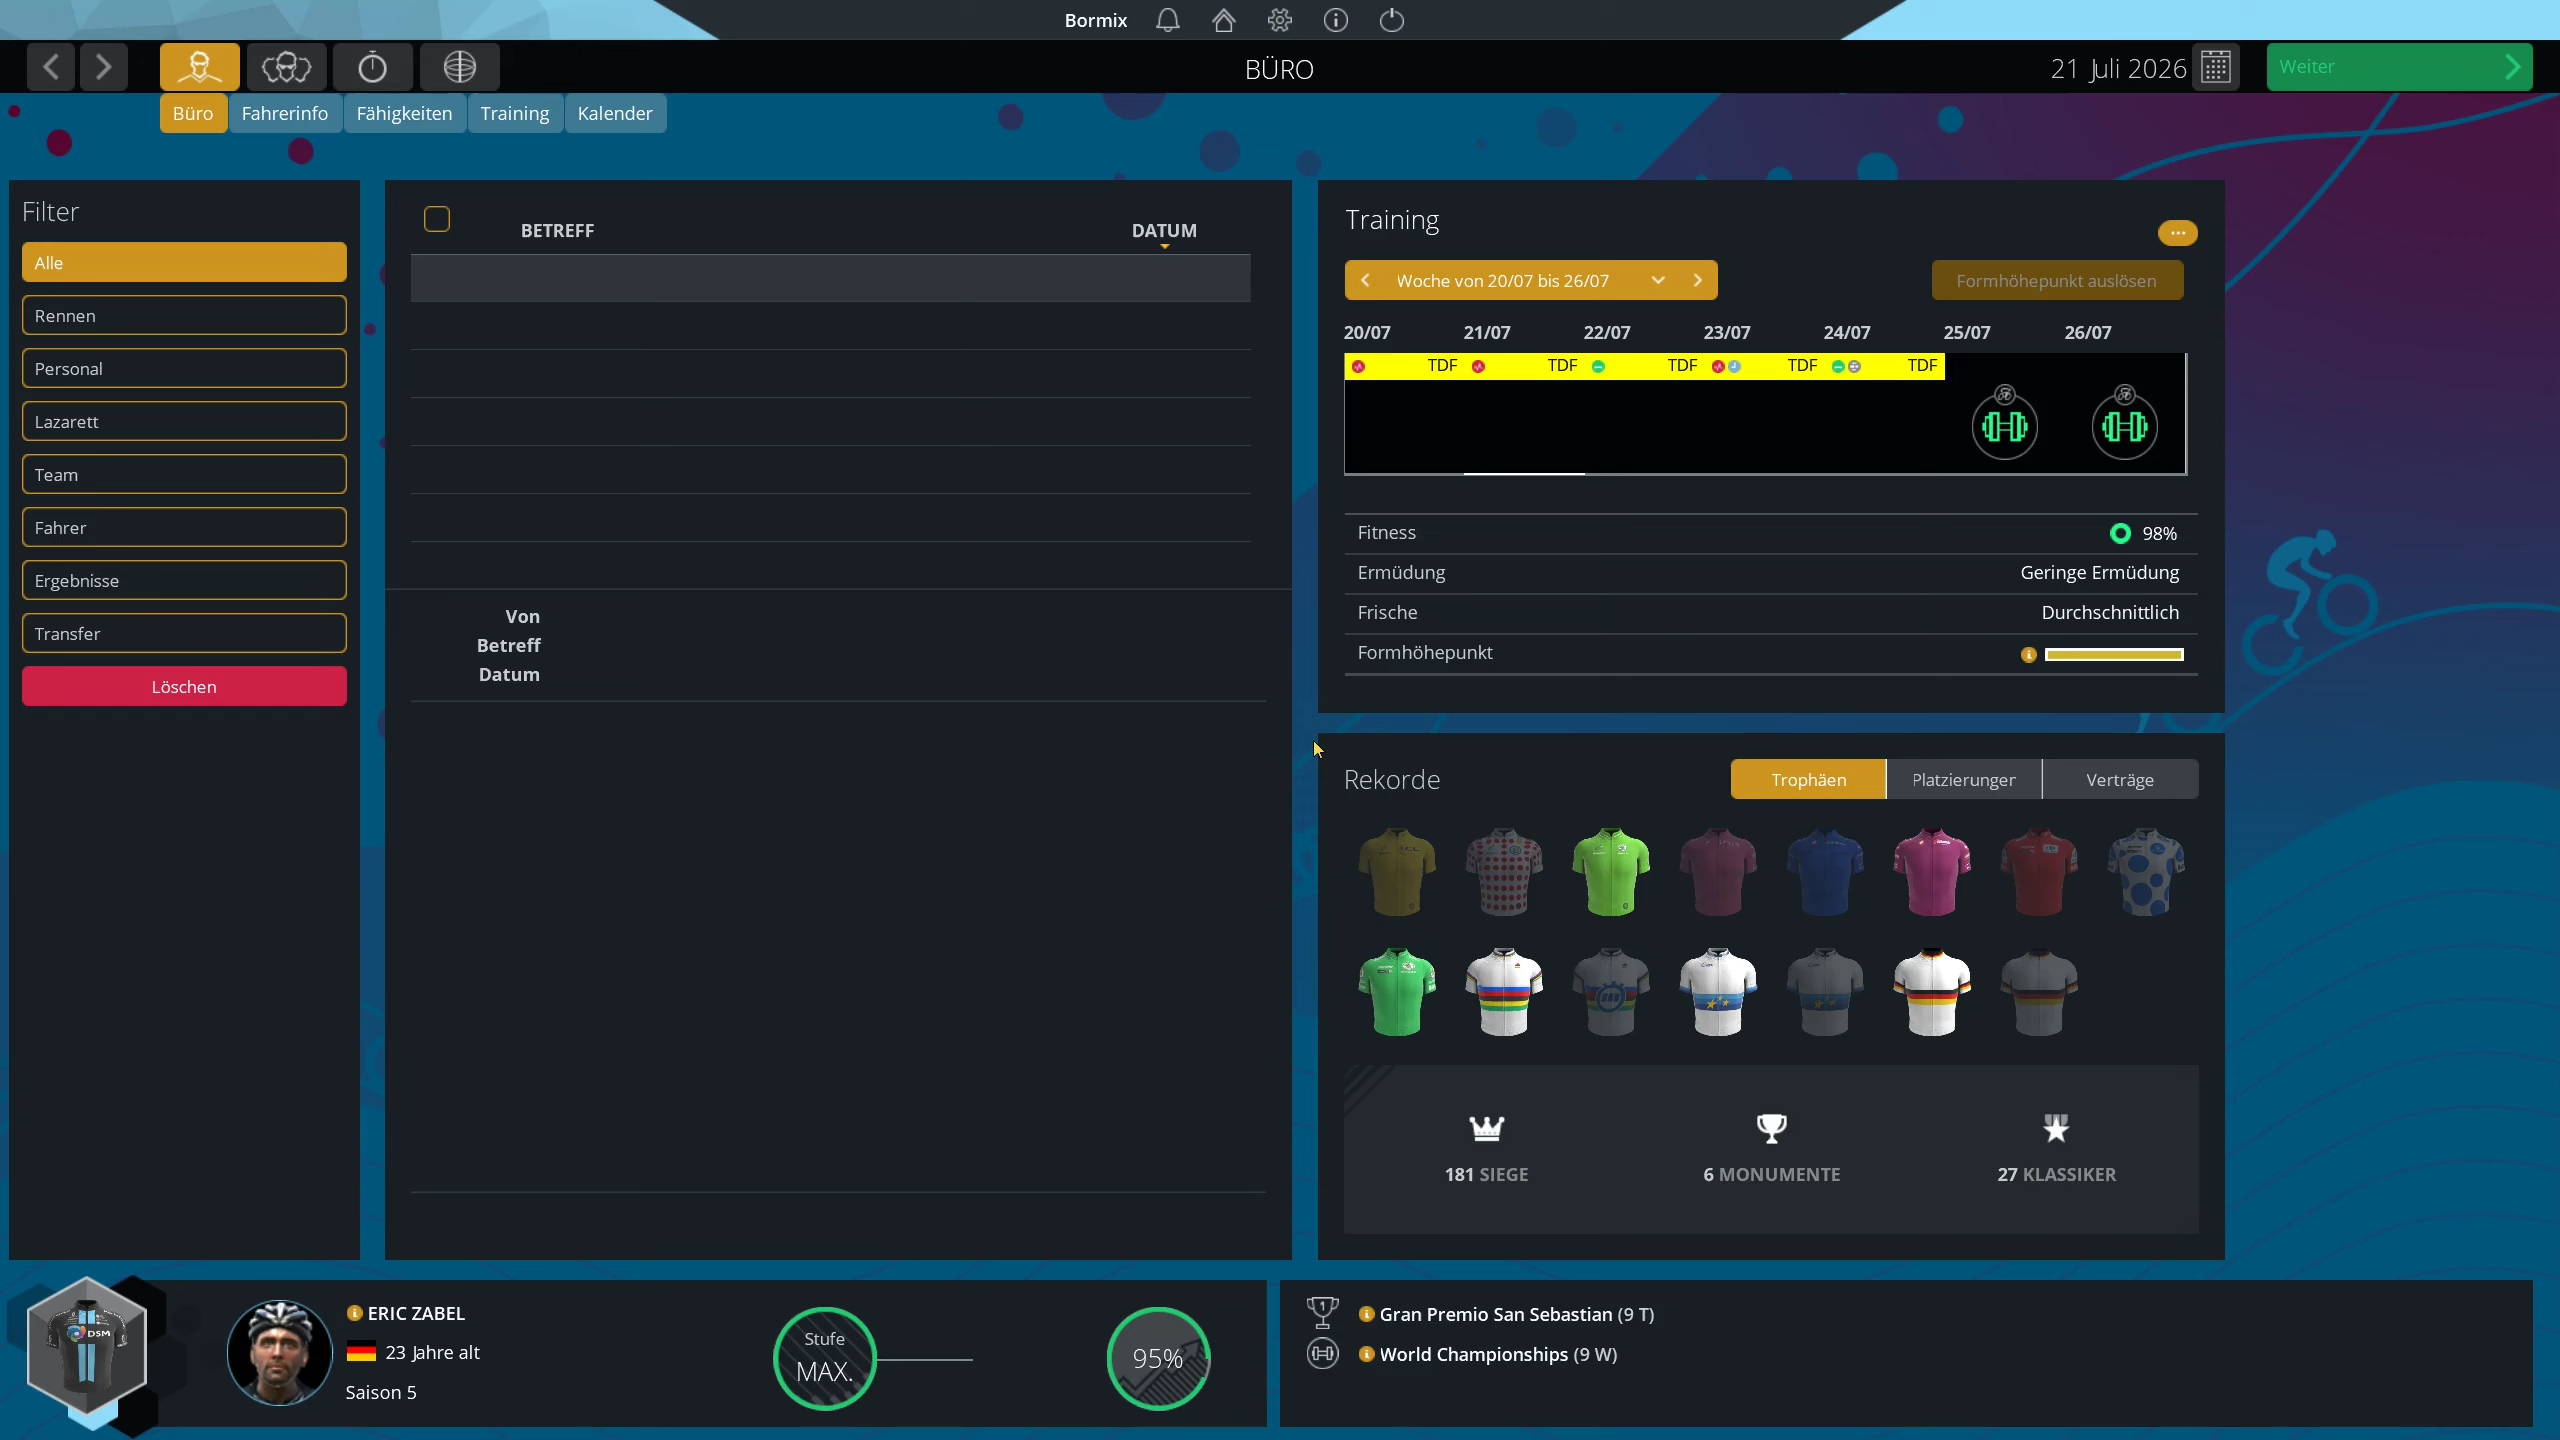 Bormix
BÜRO
21 Juli 2026
Weiter
Büro
Fahrerinfo
Fähigkeiten
Training
Kalender
Filter
Alle
Rennen
Personal
Lazarett
Team
Fahrer
Ergebnisse
Transfer
Löschen
BETREFF
DATUM
Von
Betreff
Datum
Training
...
Woche von 20/07 bis 26/07
Formhöhepunkt auslösen
20/07 21/07 22/07 23/07 24/07 25/07 26/07
TDF TDF TDF TDF TDF
Fitness 98%
Ermüdung Geringe Ermüdung
Frische Durchschnittlich
Formhöhepunkt
Rekorde
Trophäen
Platzierunger
Verträge
181 SIEGE
6 MONUMENTE
27 KLASSIKER
DSM
ERIC ZABEL
23 Jahre alt
Saison 5
Stufe
MAX.
95%
Gran Premio San Sebastian (9 T)
World Championships (9 W)